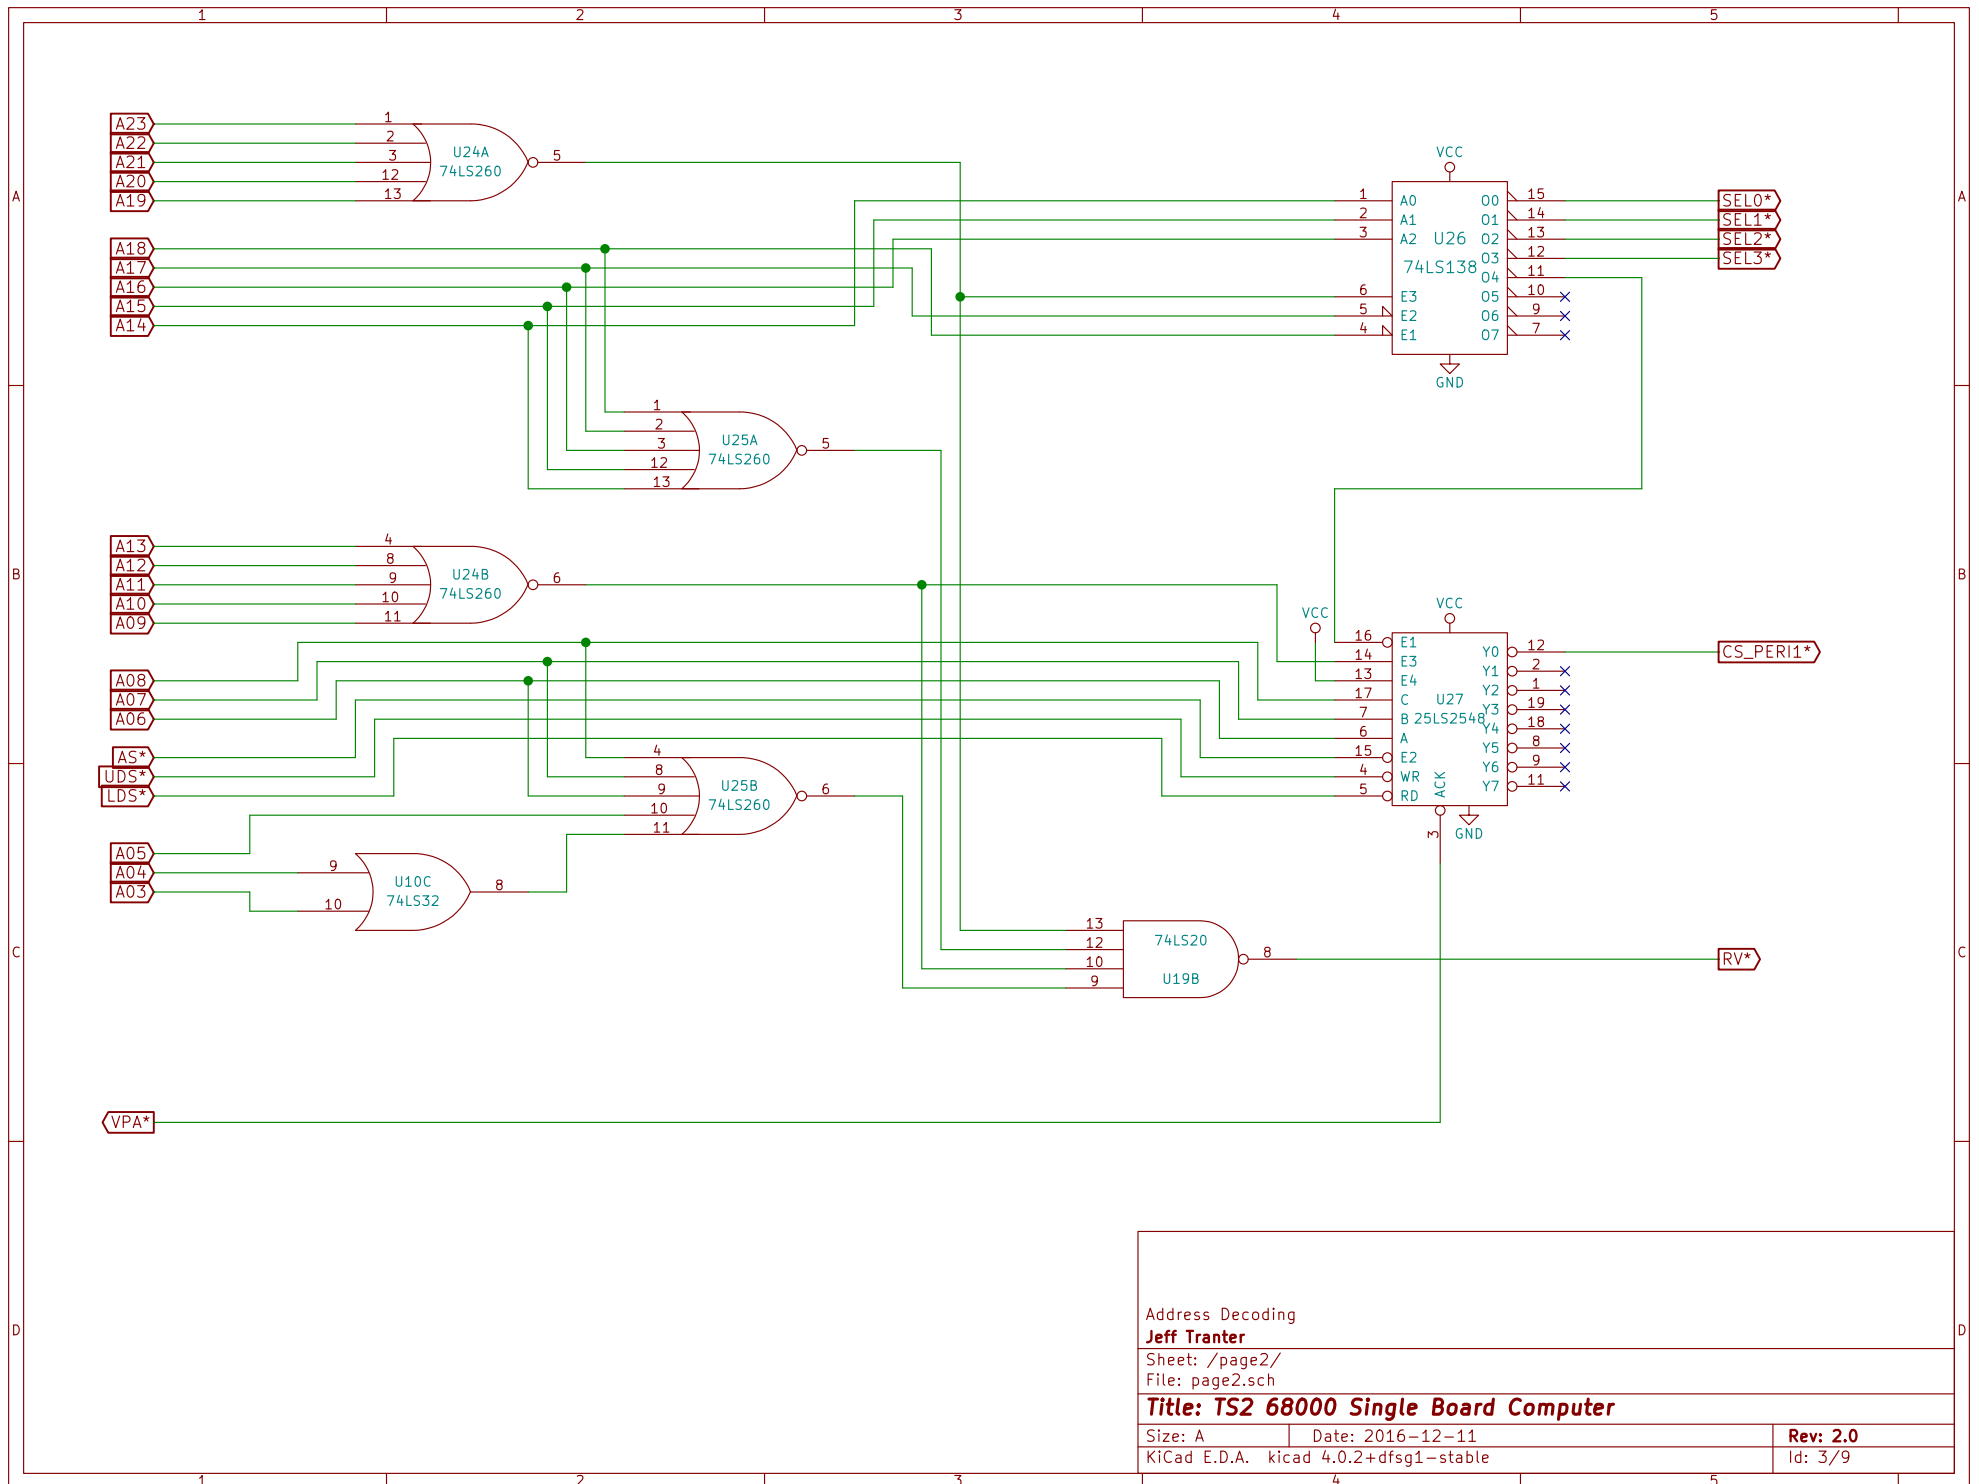 1 2 3 4 5
A A
B B
C C
D D
A23
A22
A21
A20
A19
1
2
3
12
13
U24A
74LS260
5
A18
A17
A16
A15
A14
1
2
3
12
13
U25A
74LS260
5
VCC
1 A0
2 A1
3 A2
6 E3
5 E2
4 E1
U26
74LS138
O0 15
O1 14
O2 13
O3 12
O4 11
O5 10
O6 9
O7 7
GND
SEL0*
SEL1*
SEL2*
SEL3*
A13
A12
A11
A10
A09
4
8
9
10
11
U24B
74LS260
6
A08
A07
A06
AS*
UDS*
LDS*
4
8
9
10
11
U25B
74LS260
6
VCC
VCC
16 E1
14 E3
13 E4
17 C
7 B
6 A
15 E2
4 WR
5 RD
U27
25LS2548
ACK
3
GND
Y0 12
Y1 2
Y2 1
Y3 19
Y4 18
Y5 8
Y6 9
Y7 11
CS_PERI1*
A05
A04
A03
9
10
U10C
74LS32
8
13
12
10
9
74LS20
U19B
8
RV*
VPA*
Address Decoding
Jeff Tranter
Sheet: /page2/
File: page2.sch
Title: TS2 68000 Single Board Computer
Size: A Date: 2016-12-11 Rev: 2.0
KiCad E.D.A. kicad 4.0.2+dfsg1-stable Id: 3/9
1 2 3 4 5